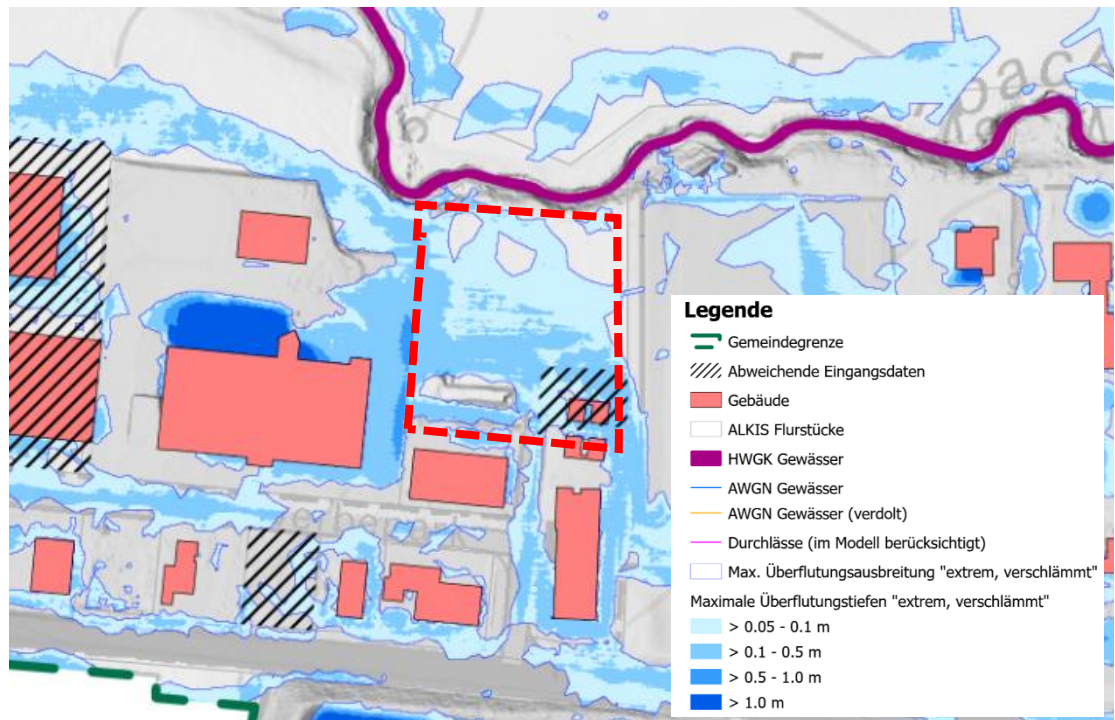 Legende
Gemeindegrenze
Abweichende Eingangsdaten
Gebäude
ALKIS Flurstücke
HWGK Gewässer
AWGN Gewässer
AWGN Gewässer (verdolt)
Durchlässe (im Modell berücksichtigt)
Max. Überflutungsausbreitung "extrem, verschlämmt"
Maximale Überflutungstiefen "extrem, verschlämmt"
> 0.05 - 0.1 m
> 0.1 - 0.5 m
> 0.5 - 1.0 m
> 1.0 m